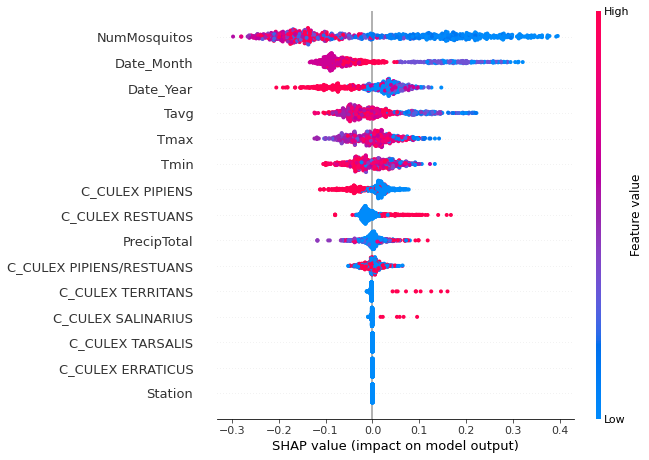 High
NumMosquitos
Date_Month
Date_Year
Tavg
Tmax
Tmin
C_CULEX PIPIENS
C_CULEX RESTUANS
PrecipTotal
C_CULEX PIPIENS/RESTUANS
C_CULEX TERRITANS
C_CULEX SALINARIUS
C_CULEX TARSALIS
C_CULEX ERRATICUS
Station
Feature value
Low
−0.3 −0.2 −0.1 0.0 0.1 0.2 0.3 0.4
SHAP value (impact on model output)